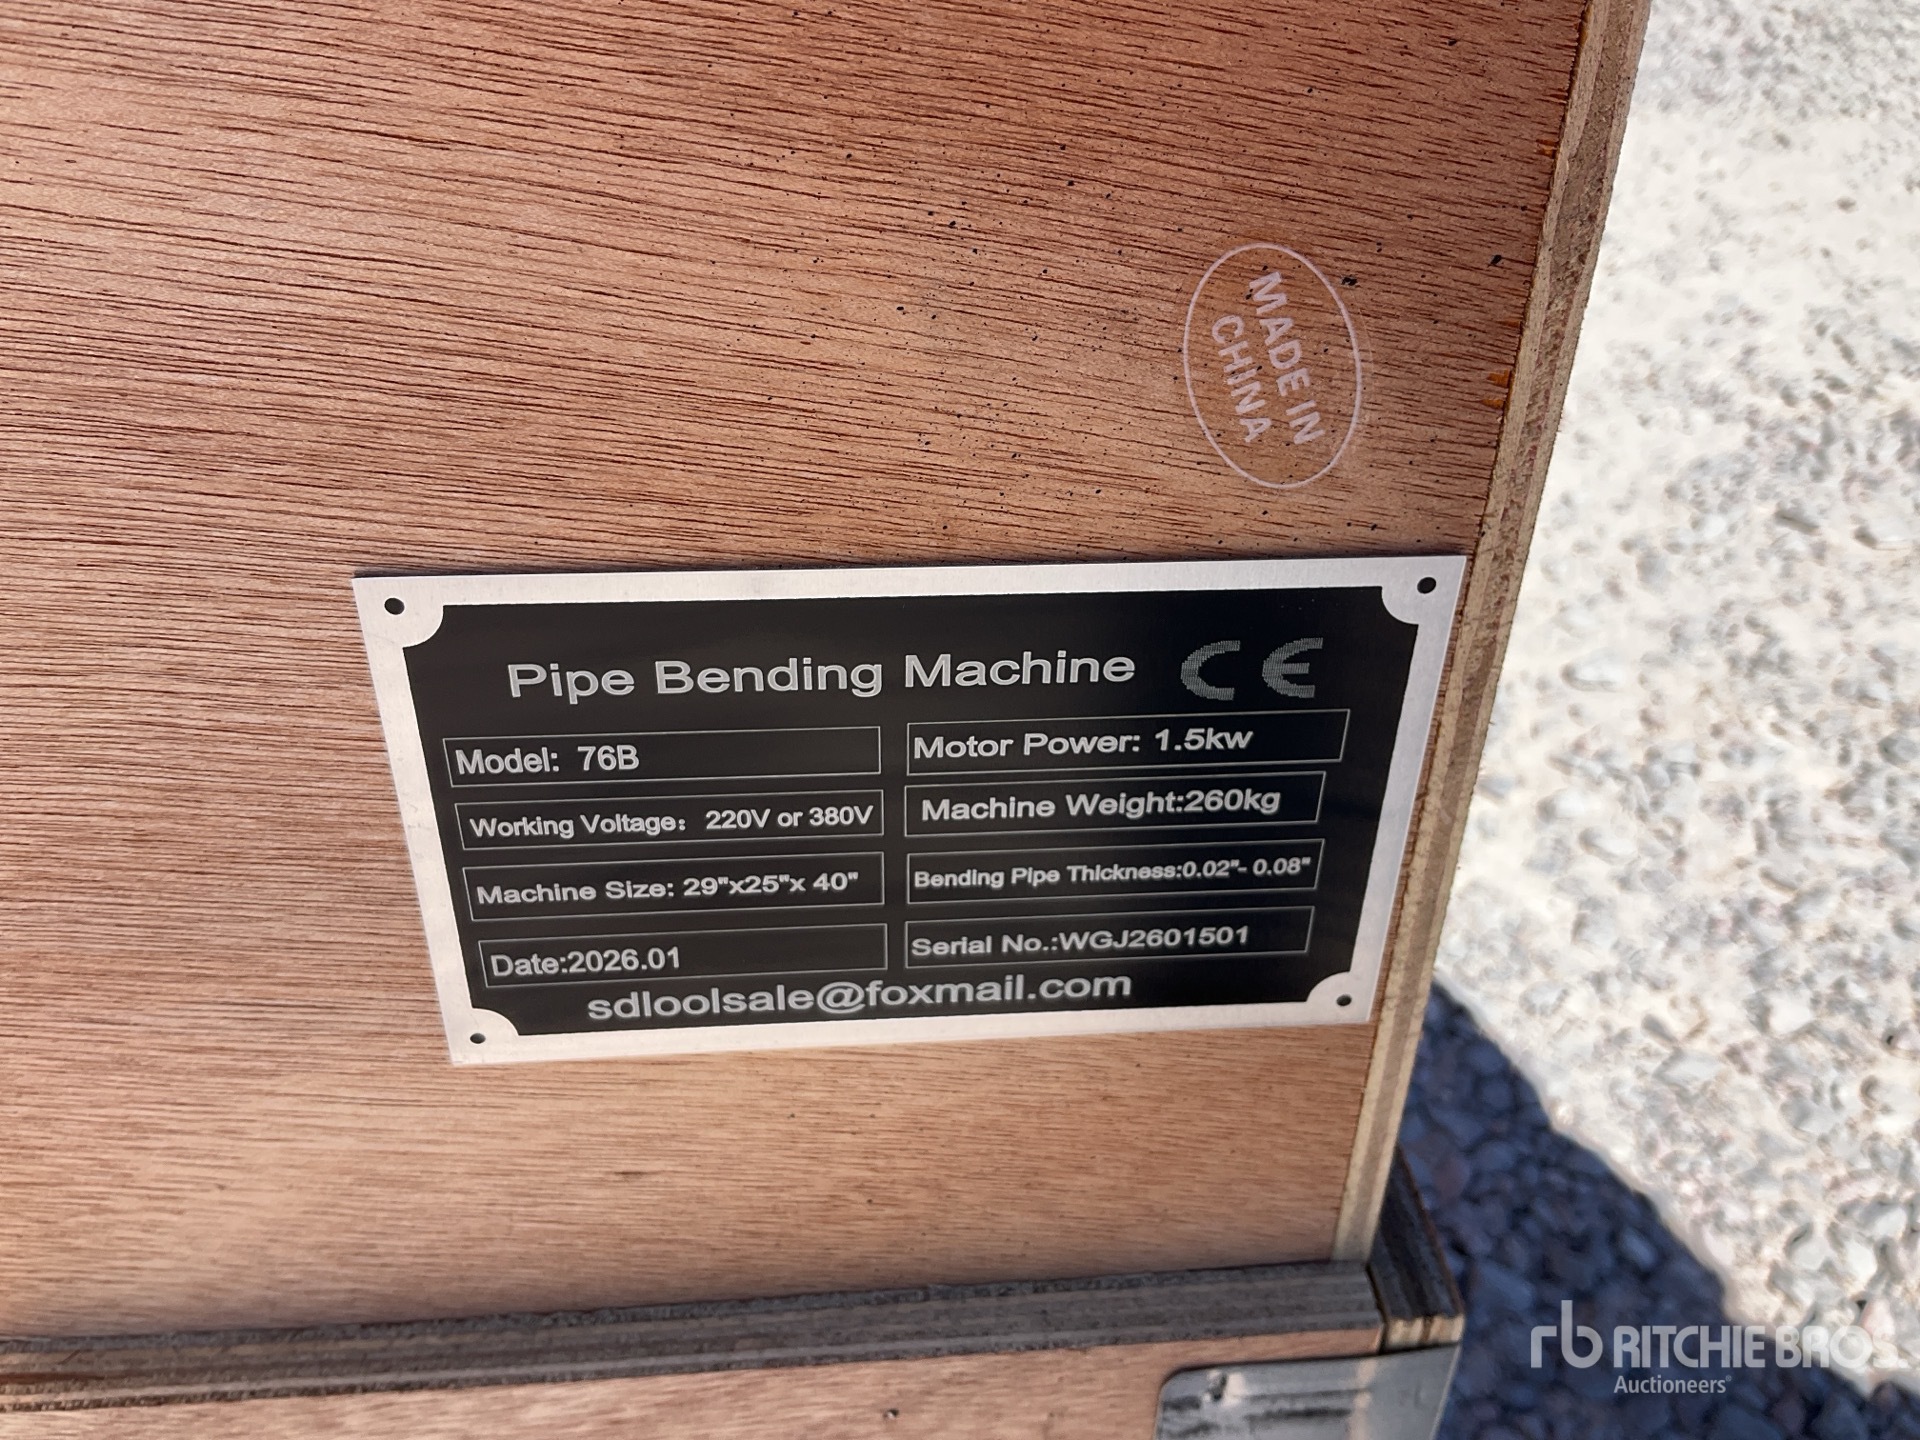 MADE IN
CHINA
Pipe Bending Machine CE
Model: 76B
Motor Power: 1.5kw
Working Voltage: 220V or 380V
Machine Weight:260kg
Machine Size: 29"x25"x 40"
Bending Pipe Thickness:0.02"- 0.08"
Date:2026.01
Serial No.:WGJ2601501
sdloolsale@foxmail.com
rb RITCHIE BROS
Auctioneers